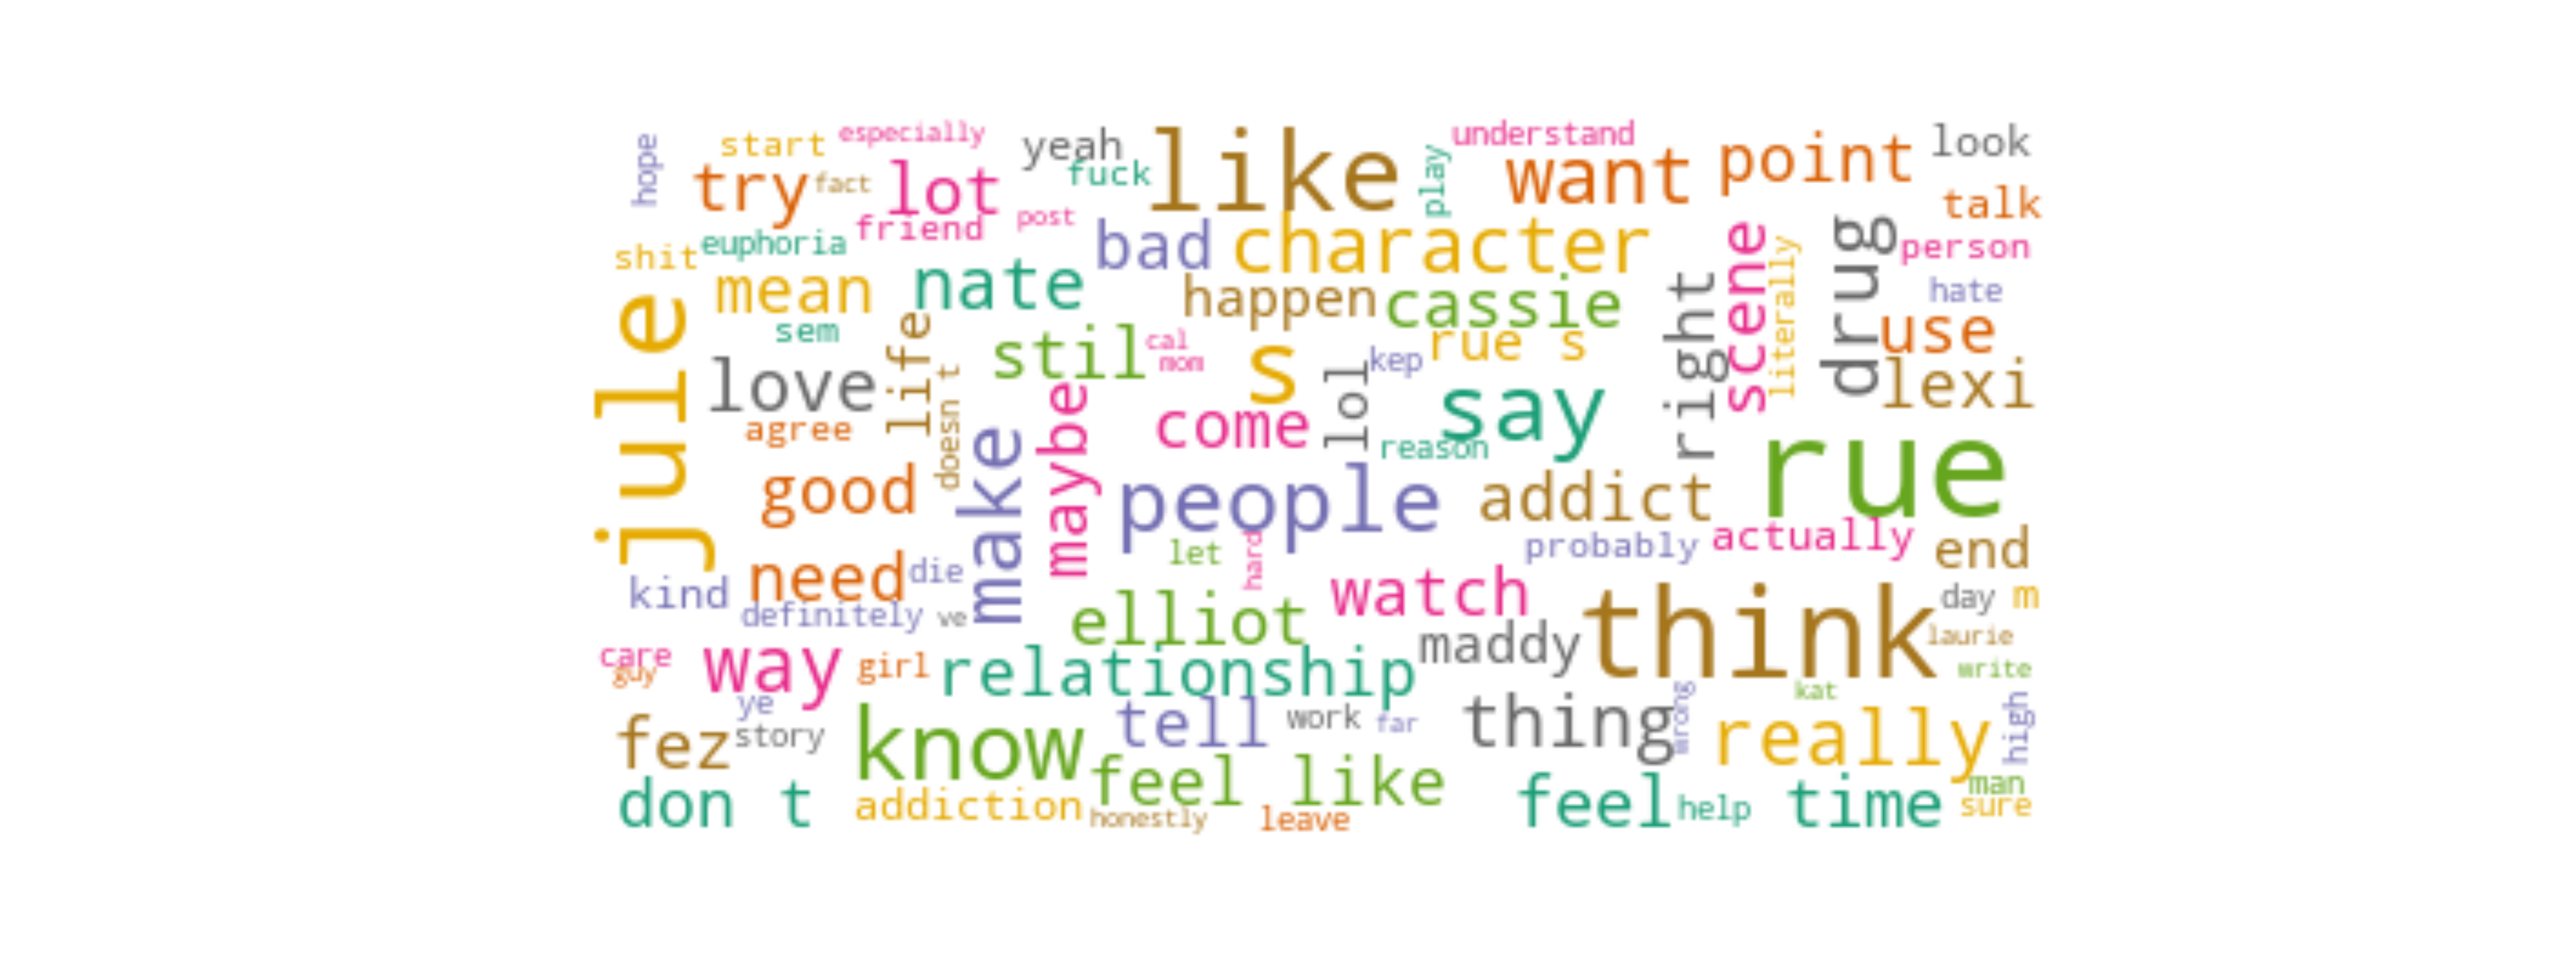 hope
start
especially
yeah
like
understand
point
look
try
fact
lot
fuck
play
want
talk
friend
post
shit
euphoria
bad
character
scene
literally
drug
person
mean
nate
happen
cassie
right
hate
jule
sem
life
stil
cal
mom
s
kep
rue s
use
love
doesn t
lol
say
lexi
agree
make
maybe
come
reason
rue
good
people
addict
let
hard
probably
actually
end
kind
need
die
definitely
ve
elliot
watch
think
day
m
maddy
laurie
care
guy
way
girl
relationship
write
kat
ye
story
fez
know
tell
work
far
thing
wrong
really
high
don t
addiction
feel like
honestly
leave
feel
help
time
man
sure